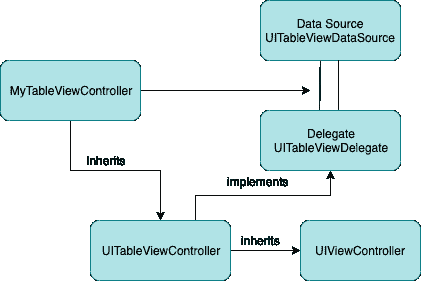 Data Source
UITableViewDataSource
MyTableViewController
Delegate
UITableViewDelegate
Inherits
implements
UITableViewController
inherits
UIViewController